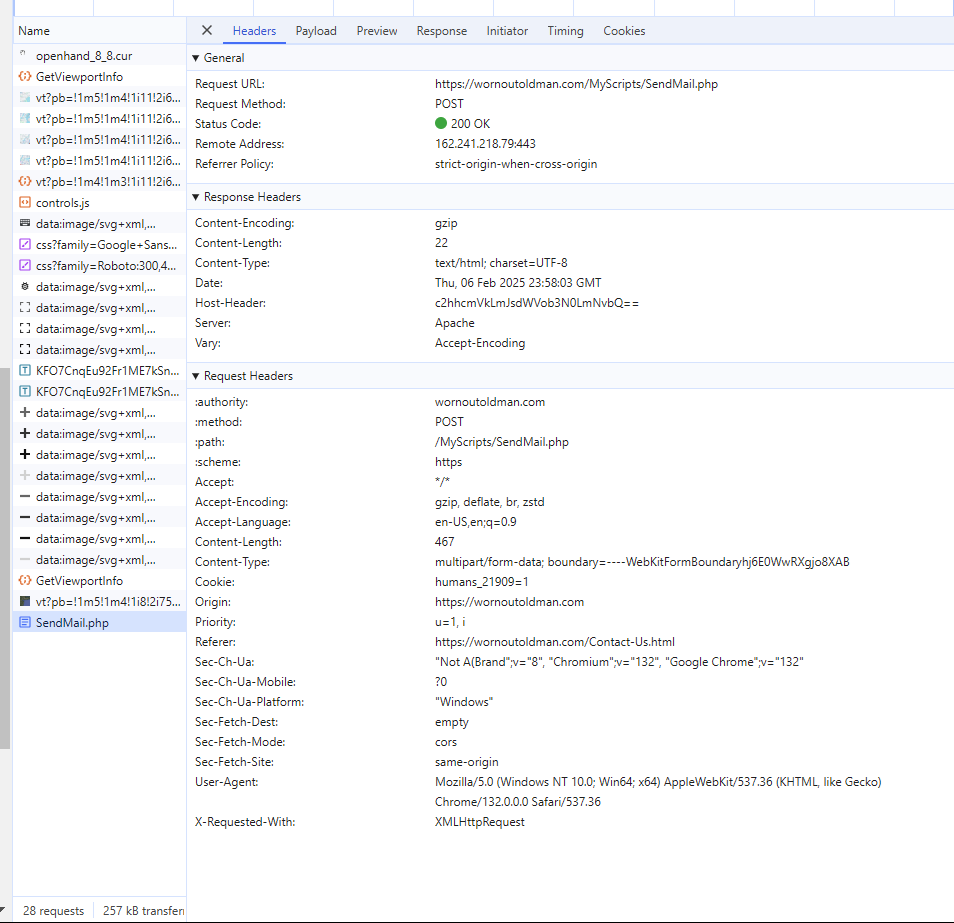 Name
openhand_8_8.cur
GetViewportInfo
vt?pb=!1m5!1m4!1i11!2i6...
vt?pb=!1m5!1m4!1i11!2i6...
vt?pb=!1m5!1m4!1i11!2i6...
vt?pb=!1m5!1m4!1i11!2i6...
vt?pb=!1m4!1m3!1i11!2i6...
controls.js
data:image/svg+xml,...
css?family=Google+Sans...
css?family=Roboto:300,4...
data:image/svg+xml,...
data:image/svg+xml,...
data:image/svg+xml,...
data:image/svg+xml,...
KFO7CnqEu92Fr1ME7kSn...
KFO7CnqEu92Fr1ME7kSn...
data:image/svg+xml,...
data:image/svg+xml,...
data:image/svg+xml,...
data:image/svg+xml,...
data:image/svg+xml,...
data:image/svg+xml,...
data:image/svg+xml,...
data:image/svg+xml,...
GetViewportInfo
vt?pb=!1m5!1m4!1i8!2i75...
SendMail.php
28 requests 257 kB transfer
Headers Payload Preview Response Initiator Timing Cookies
General
Request URL: https://wornoutoldman.com/MyScripts/SendMail.php
Request Method: POST
Status Code: 200 OK
Remote Address: 162.241.218.79:443
Referrer Policy: strict-origin-when-cross-origin
Response Headers
Content-Encoding: gzip
Content-Length: 22
Content-Type: text/html; charset=UTF-8
Date: Thu, 06 Feb 2025 23:58:03 GMT
Host-Header: c2hhcmVkLmJsdWVob3N0LmNvbQ==
Server: Apache
Vary: Accept-Encoding
Request Headers
:authority: wornoutoldman.com
:method: POST
:path: /MyScripts/SendMail.php
:scheme: https
Accept: */*
Accept-Encoding: gzip, deflate, br, zstd
Accept-Language: en-US,en;q=0.9
Content-Length: 467
Content-Type: multipart/form-data; boundary=----WebKitFormBoundaryhj6E0WwRXgjo8XAB
Cookie: humans_21909=1
Origin: https://wornoutoldman.com
Priority: u=1, i
Referer: https://wornoutoldman.com/Contact-Us.html
Sec-Ch-Ua: "Not A(Brand";v="8", "Chromium";v="132", "Google Chrome";v="132"
Sec-Ch-Ua-Mobile: ?0
Sec-Ch-Ua-Platform: "Windows"
Sec-Fetch-Dest: empty
Sec-Fetch-Mode: cors
Sec-Fetch-Site: same-origin
User-Agent: Mozilla/5.0 (Windows NT 10.0; Win64; x64) AppleWebKit/537.36 (KHTML, like Gecko)
Chrome/132.0.0.0 Safari/537.36
X-Requested-With: XMLHttpRequest